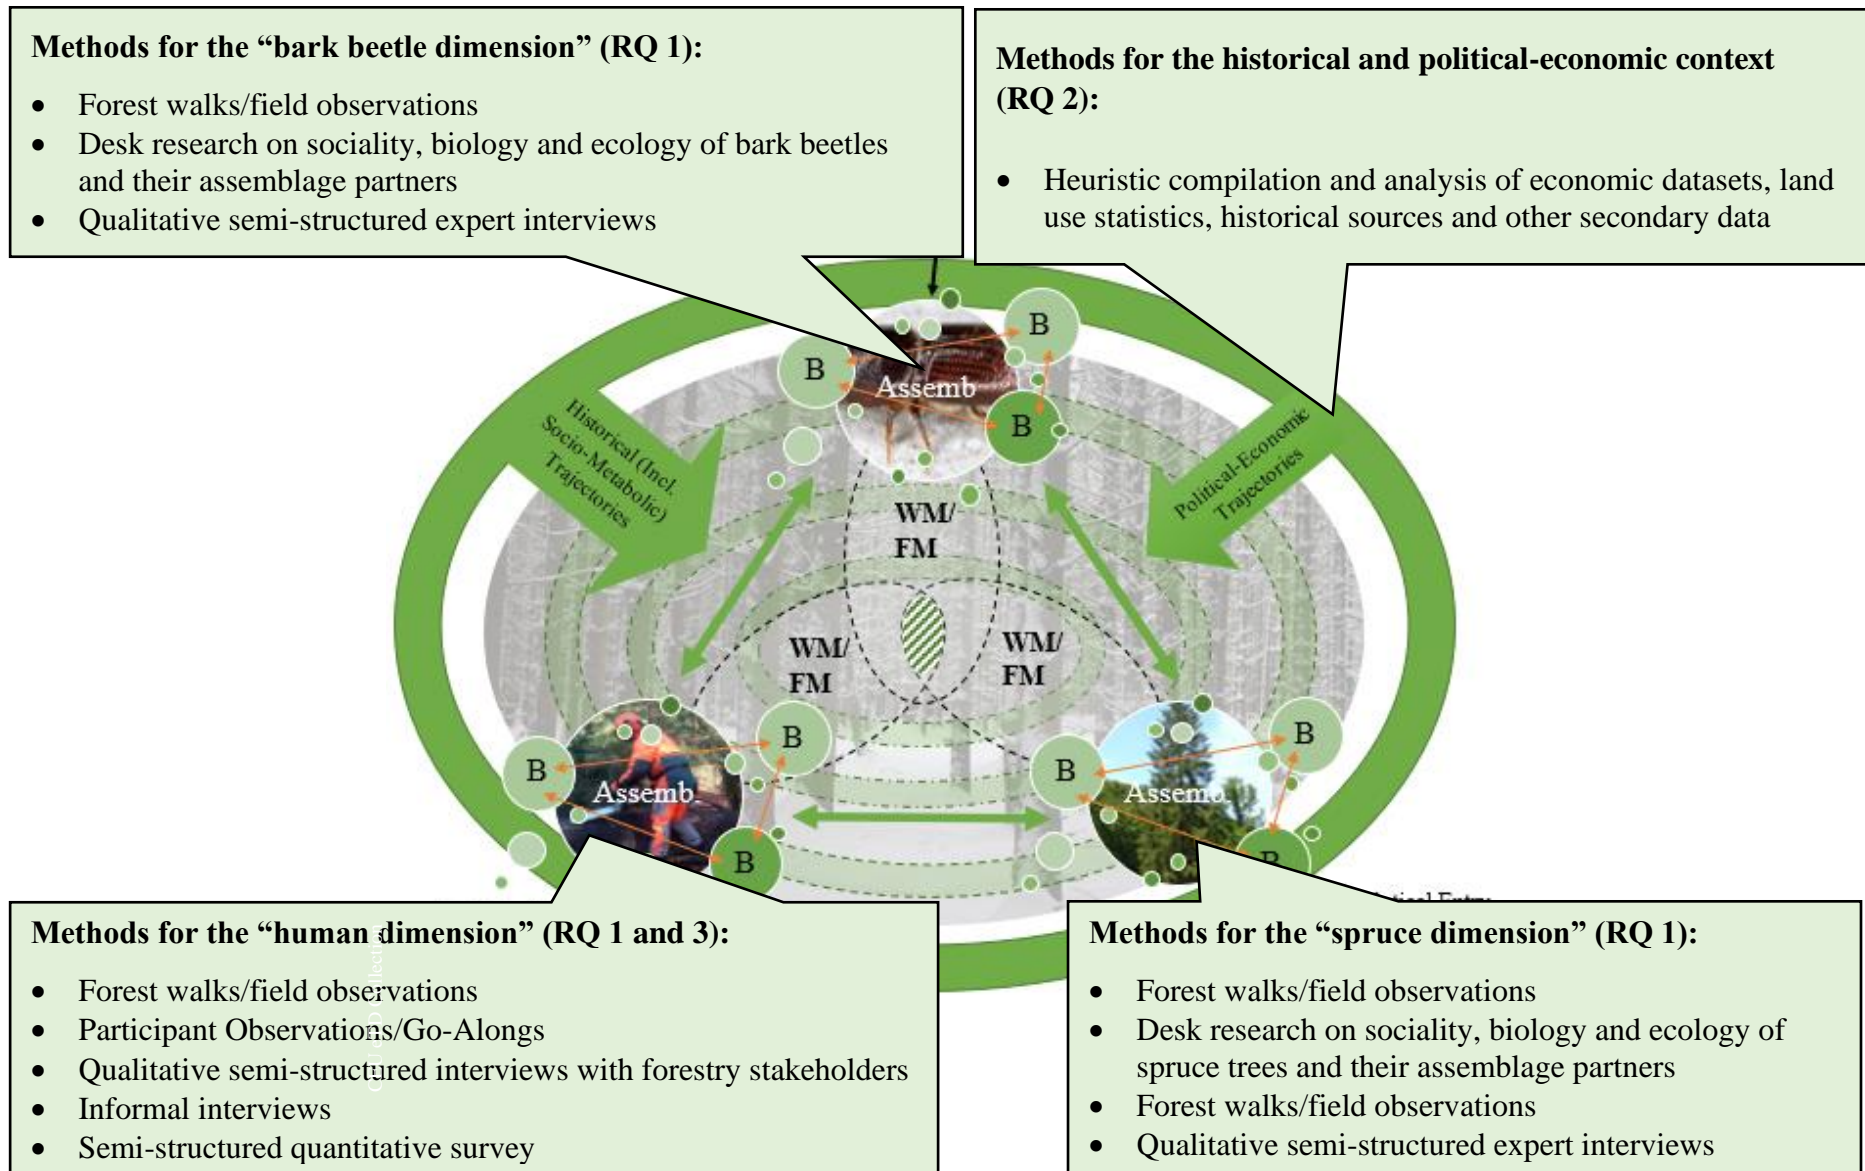 Methods for the “bark beetle dimension” (RQ 1):
• Forest walks/field observations
• Desk research on sociality, biology and ecology of bark beetles
and their assemblage partners
• Qualitative semi-structured expert interviews
Methods for the historical and political-economic context
(RQ 2):
• Heuristic compilation and analysis of economic datasets, land
use statistics, historical sources and other secondary data
B
B
Assemb
B
Historical (Incl.
Socio-Metabolic)
Trajectories
Political-Economic
Trajectories
WM/
FM
WM/
FM
WM/
FM
B
B
Assemb.
B
B
B
Assemb.
B
Methods for the “human dimension” (RQ 1 and 3):
• Forest walks/field observations
• Participant Observations/Go-Alongs
• Qualitative semi-structured interviews with forestry stakeholders
• Informal interviews
• Semi-structured quantitative survey
Methods for the “spruce dimension” (RQ 1):
• Forest walks/field observations
• Desk research on sociality, biology and ecology of
spruce trees and their assemblage partners
• Forest walks/field observations
• Qualitative semi-structured expert interviews